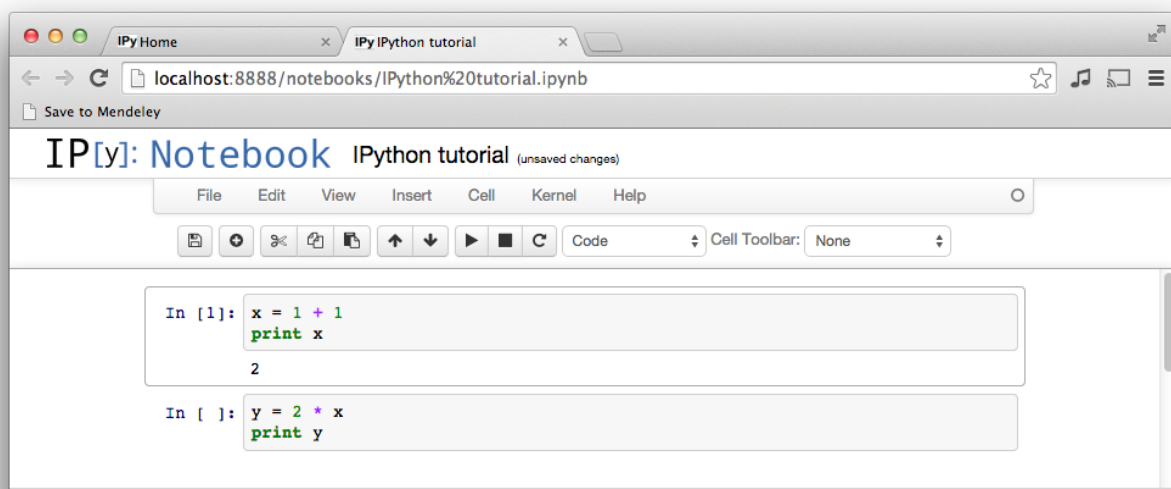 IPy Home
IPy IPython tutorial
localhost:8888/notebooks/IPython%20tutorial.ipynb
Save to Mendeley
IP[y]: Notebook IPython tutorial (unsaved changes)
File Edit View Insert Cell Kernel Help
Code Cell Toolbar: None
In [1]: x = 1 + 1
print x
2
In [ ]: y = 2 * x
print y